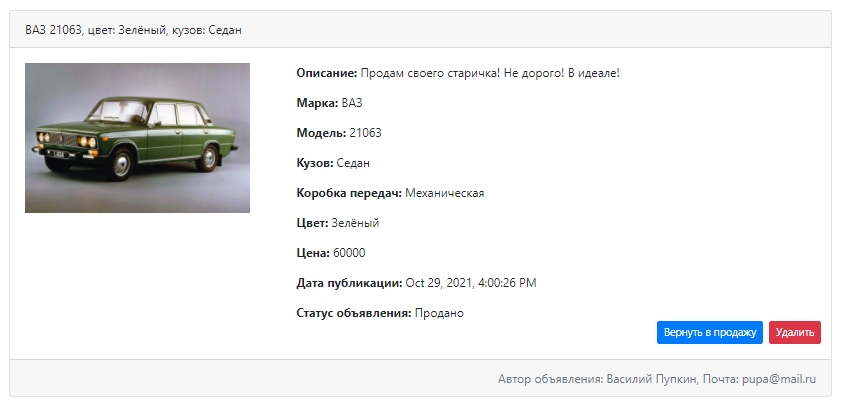 ВАЗ 21063, цвет: Зелёный, кузов: Седан
Описание: Продам своего старичка! Не дорого! В идеале!
Марка: ВАЗ
Модель: 21063
Кузов: Седан
Коробка передач: Механическая
Цвет: Зелёный
Цена: 60000
Дата публикации: Oct 29, 2021, 4:00:26 PM
Статус объявления: Продано
Вернуть в продажу Удалить
Автор объявления: Василий Пупкин, Почта: pupa@mail.ru